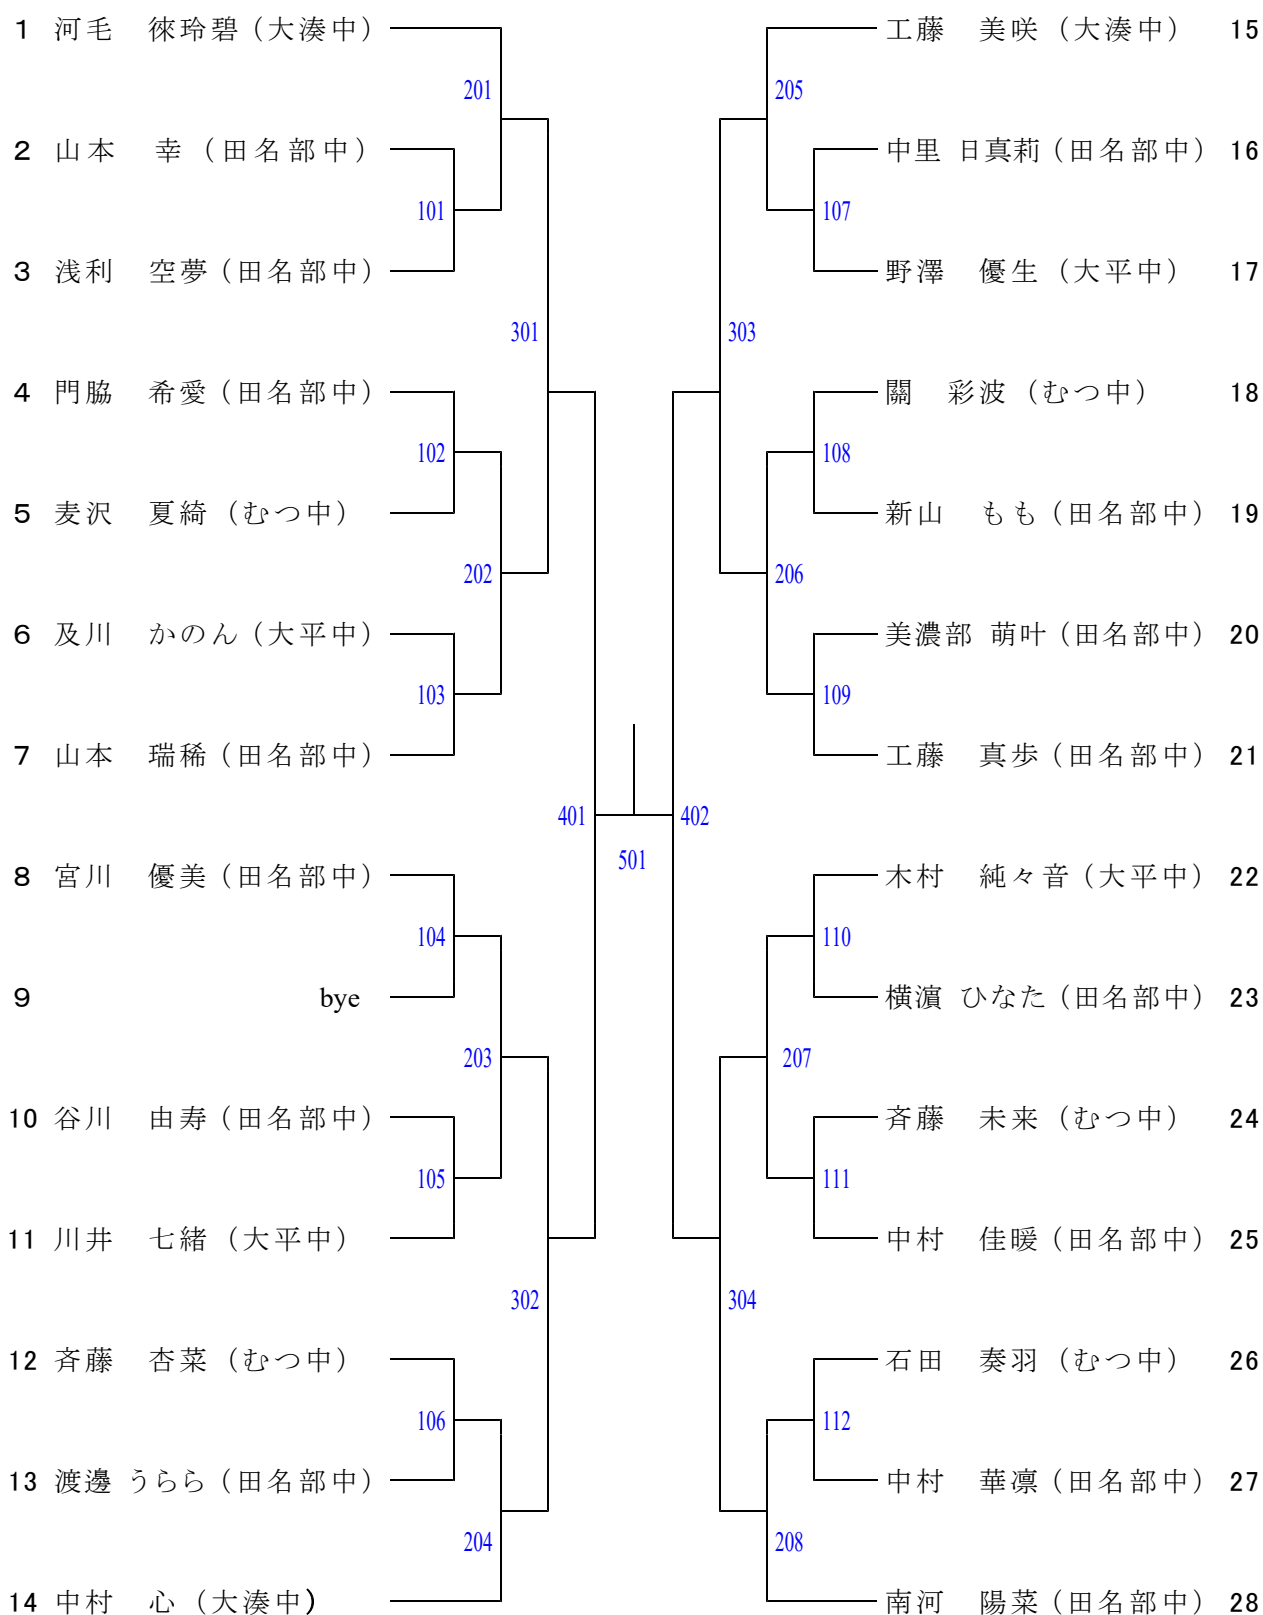 1 河毛 徠玲碧（大湊中）
工藤 美咲（大湊中） 15
201
205
2 山本 幸（田名部中）
中里 日真莉（田名部中） 16
101
107
3 浅利 空夢（田名部中）
野澤 優生（大平中） 17
301
303
4 門脇 希愛（田名部中）
關 彩波（むつ中） 18
102
108
5 麦沢 夏綺（むつ中）
新山 もも（田名部中） 19
202
206
6 及川 かのん（大平中）
美濃部 萌叶（田名部中） 20
103
109
7 山本 瑞稀（田名部中）
工藤 真歩（田名部中） 21
401
402
501
8 宮川 優美（田名部中）
木村 純々音（大平中） 22
104
110
9 bye
横濵 ひなた（田名部中） 23
203
207
10 谷川 由寿（田名部中）
斉藤 未来（むつ中） 24
105
111
11 川井 七緒（大平中）
中村 佳暖（田名部中） 25
302
304
12 斉藤 杏菜（むつ中）
石田 奏羽（むつ中） 26
106
112
13 渡邊 うらら（田名部中）
中村 華凛（田名部中） 27
204
208
14 中村 心（大湊中）
南河 陽菜（田名部中） 28